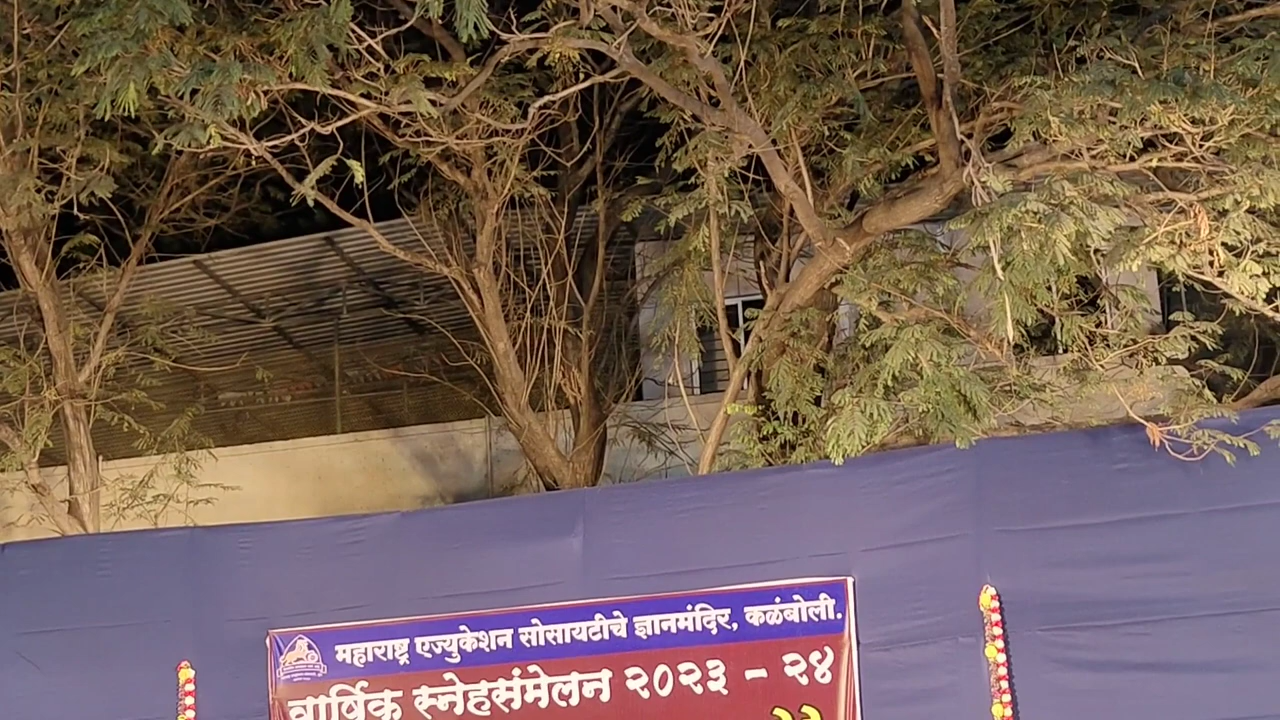 महाराष्ट्र एज्युकेशन सोसायटीचे ज्ञानमंदिर, कळंबोली.
वार्षिक स्नेहसंमेलन २०२३ - २४